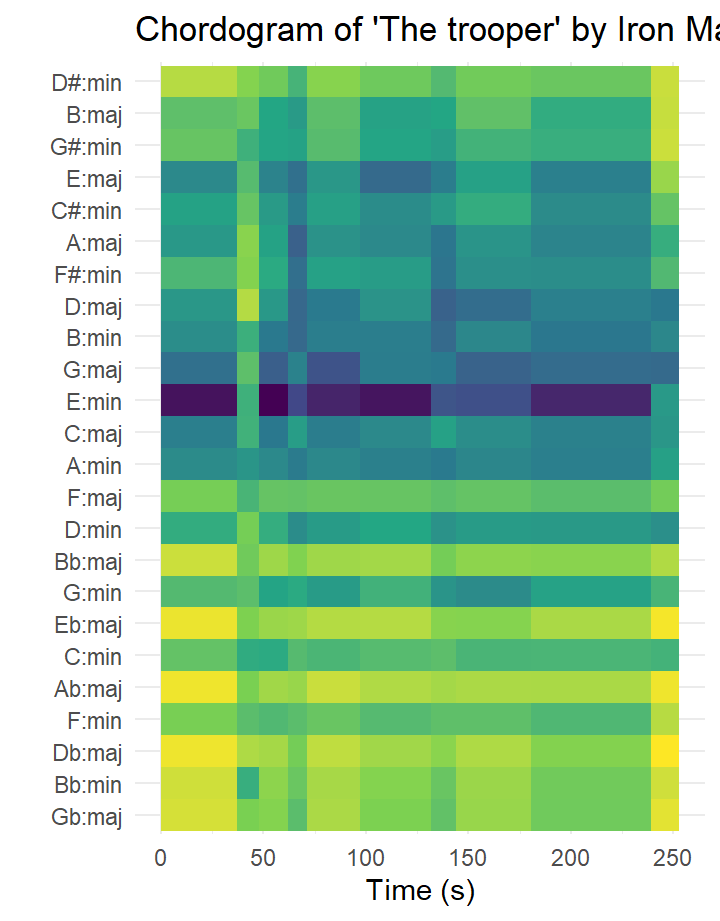 Chordogram of 'The trooper' by Iron
D#:min
B:maj
G#:min
E:maj
C#:min
A:maj
F#:min
D:maj
B:min
G:maj
E:min
C:maj
A:min
F:maj
D:min
Bb:maj
G:min
Eb:maj
C:min
Ab:maj
F:min
Db:maj
Bb:min
Gb:maj
0 50 100 150 200 250
Time (s)